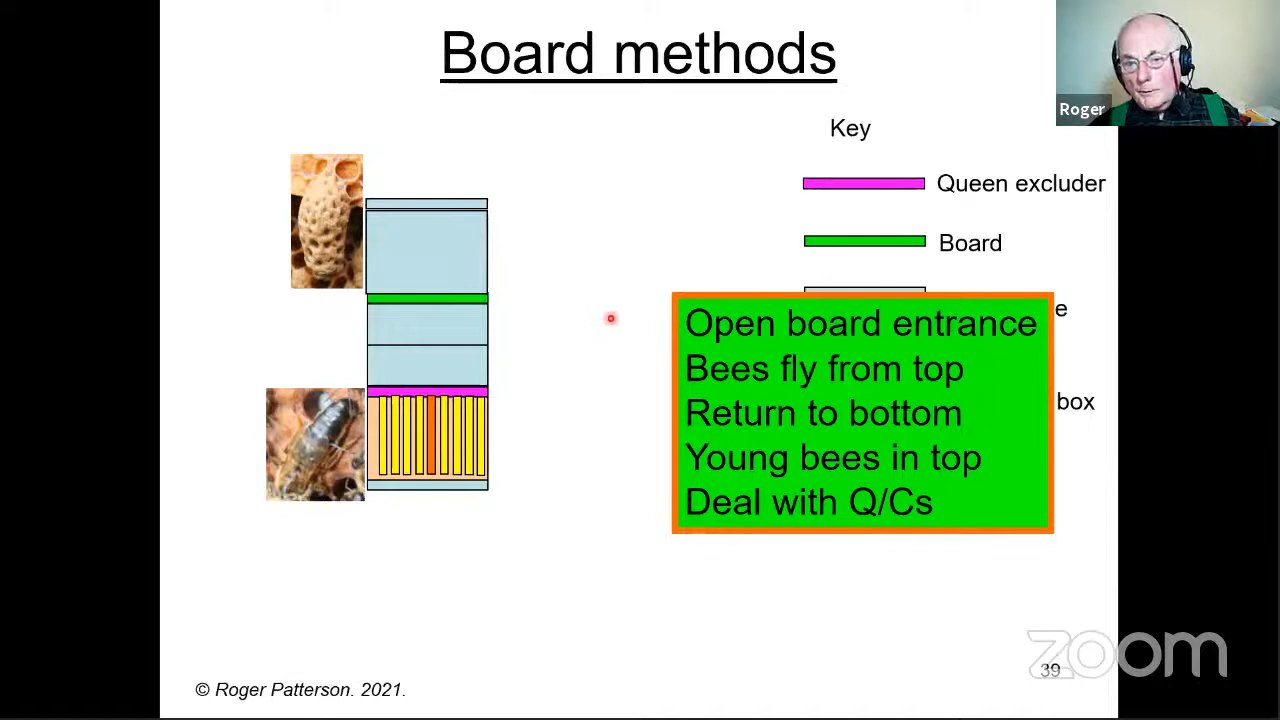 Board methods
Roger
Key
Queen excluder
Board
e
Open board entrance
Bees fly from top
Return to bottom
Young bees in top
Deal with Q/Cs
box
zoom
39
© Roger Patterson. 2021.